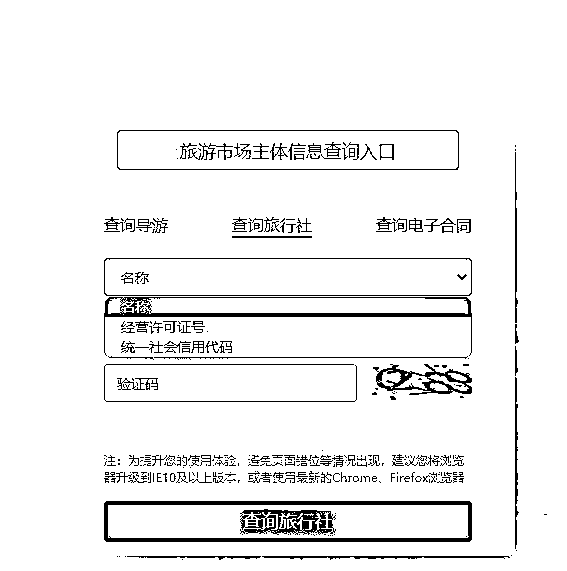 旅游市场主体信息查询入口
查询导游 查询旅行社 查询电子合同
名称
名称
经营许可证号
统一社会信用代码
验证码
注：为提升您的使用体验，避免页面错位等情况出现，建议您将浏览
器升级到IE10及以上版本，或者使用最新的Chrome、Firefox浏览器
查询旅行社